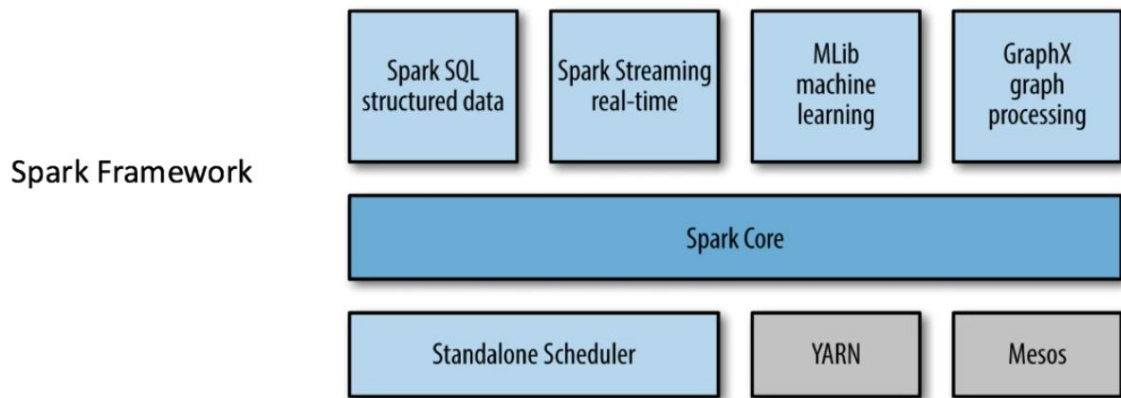 Spark SQL
structured data
Spark Streaming
real-time
MLib
machine
learning
GraphX
graph
processing
Spark Framework
Spark Core
Standalone Scheduler
YARN
Mesos